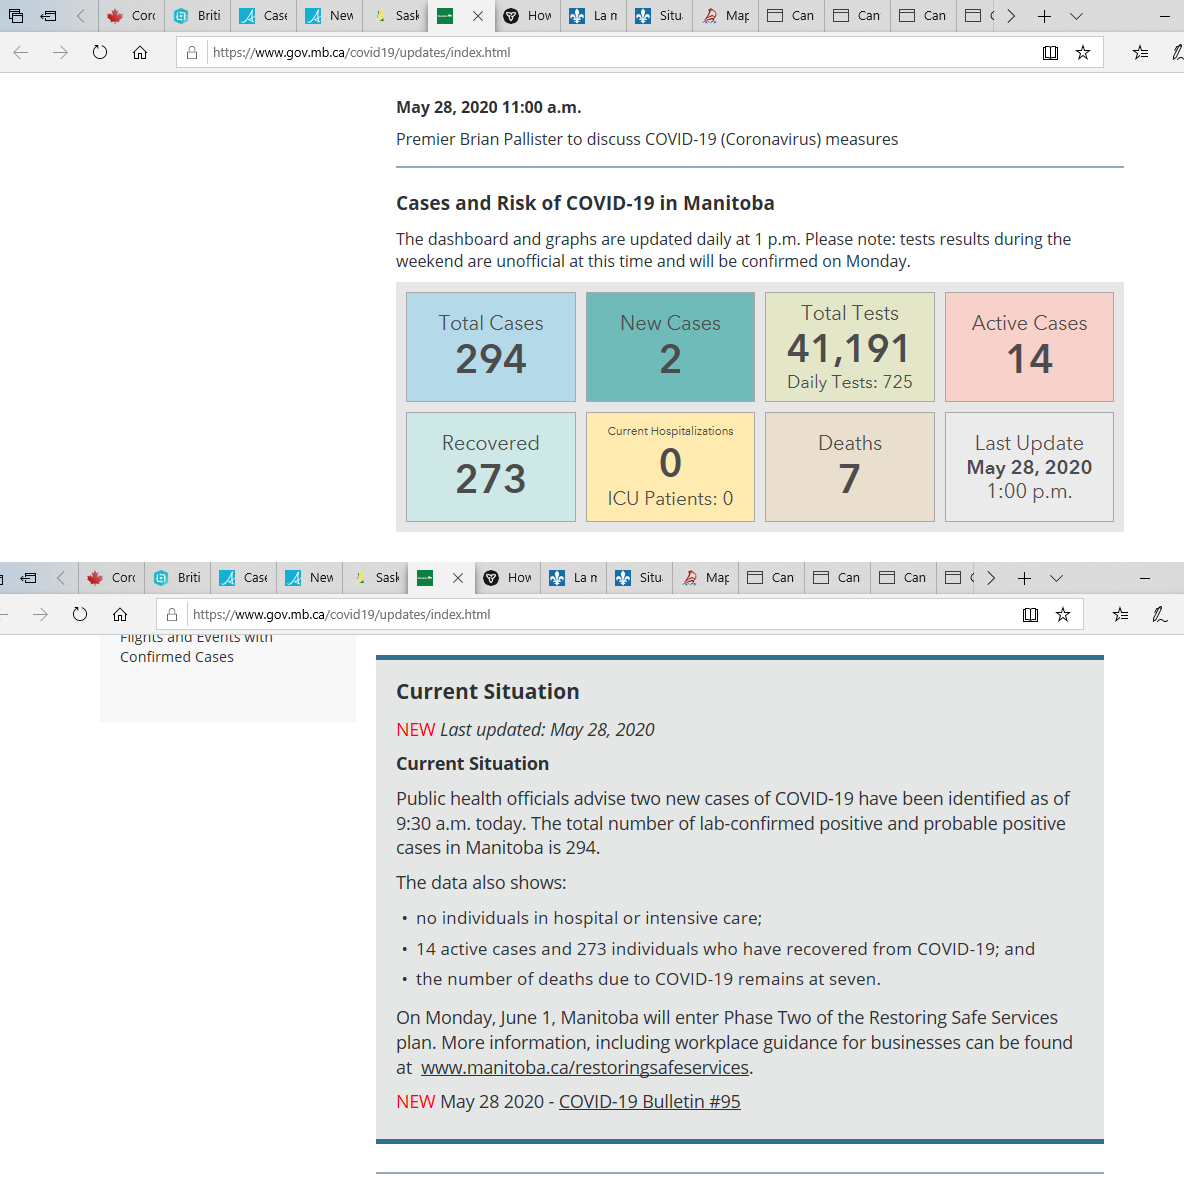 Corc
Briti
Case
New
Sask
How
La n
Situ
Map
Can
Can
Can
https://www.gov.mb.ca/covid19/updates/index.html
May 28, 2020 11:00 a.m.
Premier Brian Pallister to discuss COVID-19 (Coronavirus) measures
Cases and Risk of COVID-19 in Manitoba
The dashboard and graphs are updated daily at 1 p.m. Please note: tests results during the
weekend are unofficial at this time and will be confirmed on Monday.
Total Cases
294
New Cases
2
Total Tests
41,191
Daily Tests: 725
Active Cases
14
Recovered
273
Current Hospitalizations
0
ICU Patients: 0
Deaths
7
Last Update
May 28, 2020
1:00 p.m.
Corc
Briti
Case
New
Sask
How
La n
Situ
Map
Can
Can
Can
https://www.gov.mb.ca/covid19/updates/index.html
Flights and Events with
Confirmed Cases
Current Situation
NEW Last updated: May 28, 2020
Current Situation
Public health officials advise two new cases of COVID-19 have been identified as of
9:30 a.m. today. The total number of lab-confirmed positive and probable positive
cases in Manitoba is 294.
The data also shows:
• no individuals in hospital or intensive care;
• 14 active cases and 273 individuals who have recovered from COVID-19; and
• the number of deaths due to COVID-19 remains at seven.
On Monday, June 1, Manitoba will enter Phase Two of the Restoring Safe Services
plan. More information, including workplace guidance for businesses can be found
at www.manitoba.ca/restoringsafeservices.
NEW May 28 2020 - COVID-19 Bulletin #95